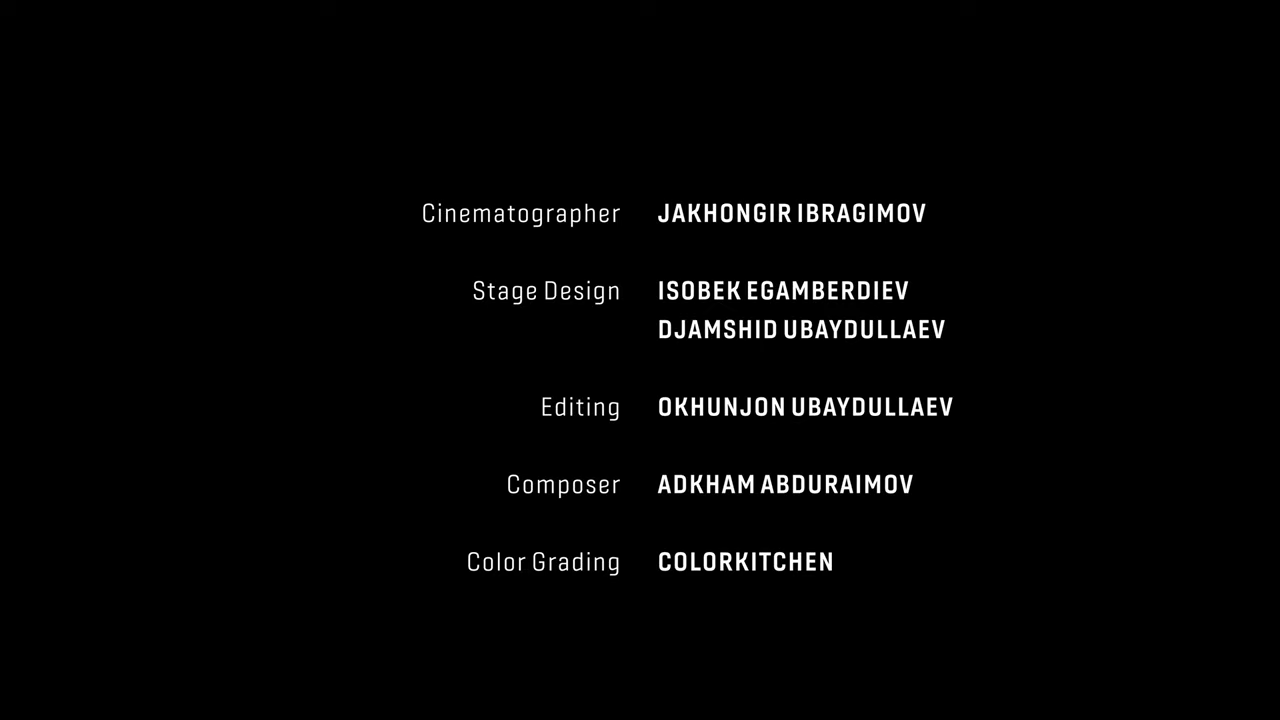 Cinematographer JAKHONGIR IBRAGIMOV
Stage Design ISOBEK EGAMBERDIEV
DJAMSHID UBAYDULLAEV
Editing OKHUNJON UBAYDULLAEV
Composer ADKHAM ABDURAIMOV
Color Grading COLORKITCHEN